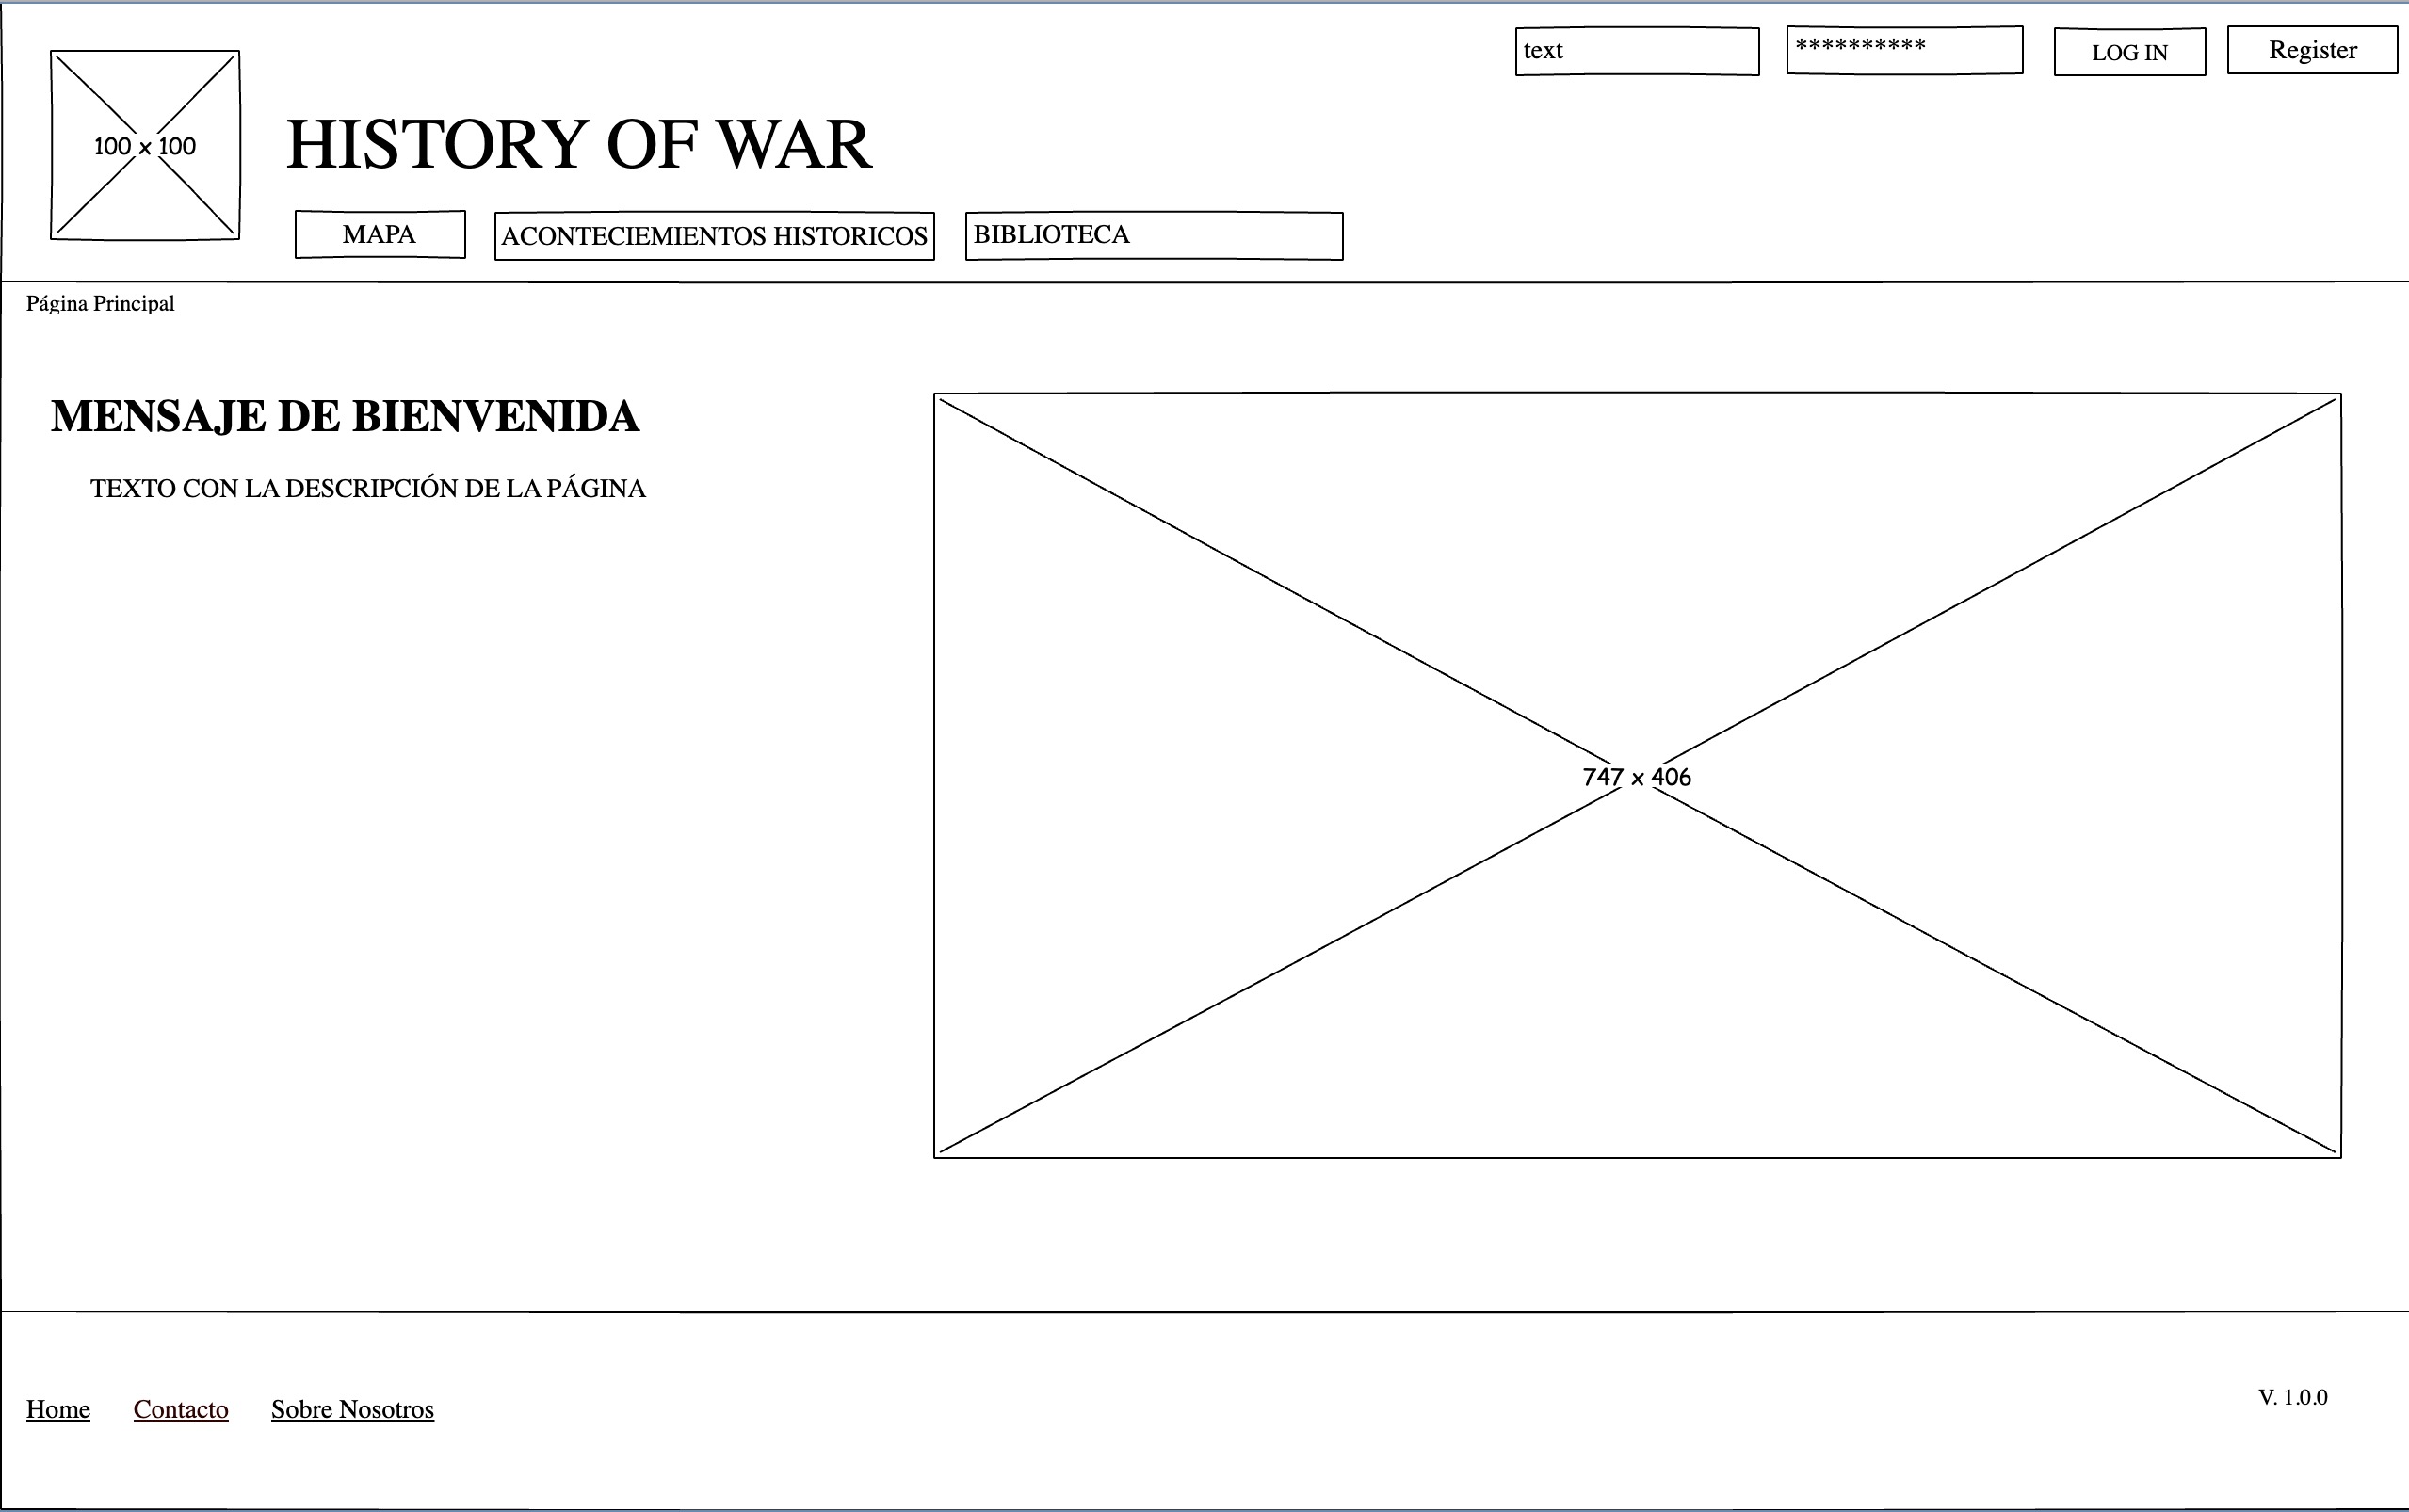 text
**********
LOG IN
Register
100 x 100
HISTORY OF WAR
MAPA
ACONTECIEMIENTOS HISTORICOS
BIBLIOTECA
Página Principal
MENSAJE DE BIENVENIDA
TEXTO CON LA DESCRIPCIÓN DE LA PÁGINA
747 x 406
Home
Contacto
Sobre Nosotros
V. 1.0.0